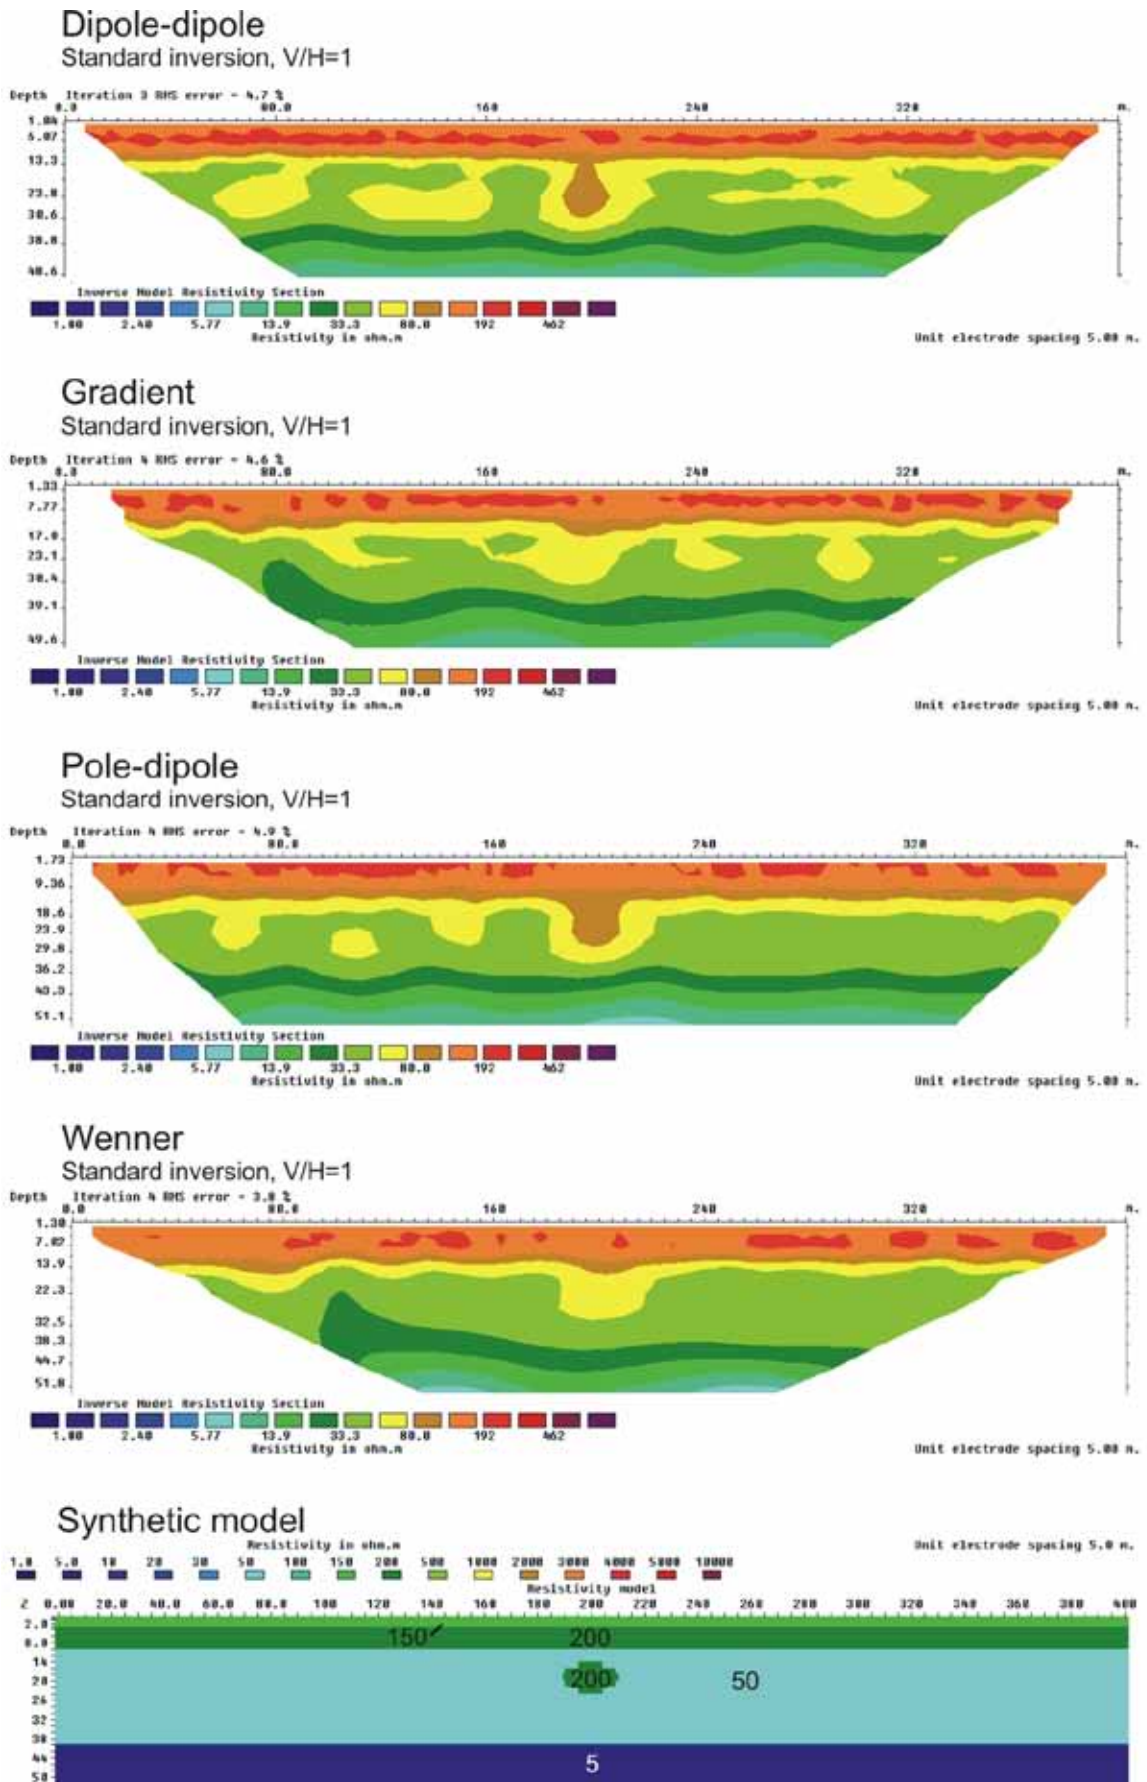 Dipole-dipole
Standard inversion, V/H=1
Depth Iteration 3 RMS error - 4.7 %
0.0 80.0 160 240 320 m.
1.84
6.07
13.3
23.8
30.6
38.8
48.6
Inverse Model Resistivity Section
1.00 2.40 5.77 13.9 33.3 80.0 192 462
Resistivity in ohm.m
Unit electrode spacing 5.00 m.
Gradient
Standard inversion, V/H=1
Depth Iteration 4 RMS error - 4.6 %
0.0 80.0 160 240 320 m.
1.33
7.77
17.0
23.1
30.4
39.1
49.6
Inverse Model Resistivity Section
1.00 2.40 5.77 13.9 33.3 80.0 192 462
Resistivity in ohm.m
Unit electrode spacing 5.00 m.
Pole-dipole
Standard inversion, V/H=1
Depth Iteration 4 RMS error - 4.9 %
0.0 80.0 160 240 320 m.
1.73
9.36
18.6
23.9
29.8
36.2
43.3
51.1
Inverse Model Resistivity Section
1.00 2.40 5.77 13.9 33.3 80.0 192 462
Resistivity in ohm.m
Unit electrode spacing 5.00 m.
Wenner
Standard inversion, V/H=1
Depth Iteration 4 RMS error - 3.8 %
0.0 80.0 160 240 320 m.
1.30
7.02
13.9
22.3
32.5
38.3
44.7
51.8
Inverse Model Resistivity Section
1.00 2.40 5.77 13.9 33.3 80.0 192 462
Resistivity in ohm.m
Unit electrode spacing 5.00 m.
Synthetic model
Resistivity in ohm.m
Unit electrode spacing 5.0 m.
1.0 5.0 10 20 30 50 100 150 200 500 1000 2000 3000 4000 5000 10000
Resistivity model
Z 0.00 20.0 40.0 60.0 80.0 100 120 140 160 180 200 220 240 260 280 300 320 340 360 380 400
2.0
8.0
14
20
26
32
38
44
50
150 200
200 50
5